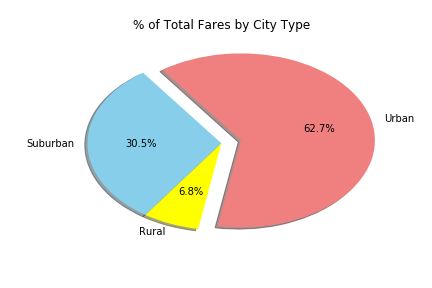 % of Total Fares by City Type
Urban
62.7%
Suburban
30.5%
6.8%
Rural